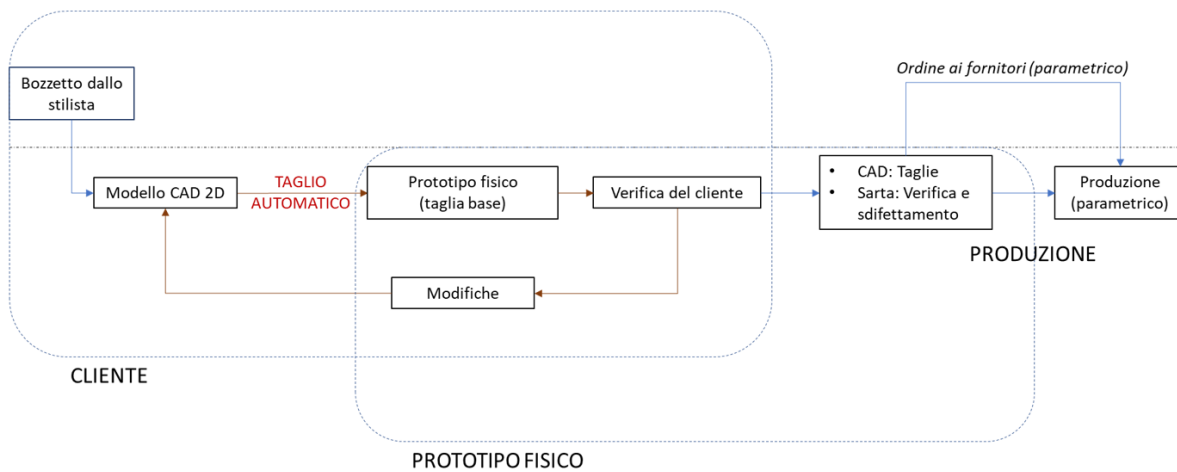 Bozzetto dallo
stilista
Ordine ai fornitori (parametrico)
Modello CAD 2D
TAGLIO
AUTOMATICO
Prototipo fisico
(taglia base)
Verifica del cliente
• CAD: Taglie
• Sarta: Verifica e
sdifettamento
Produzione
(parametrico)
PRODUZIONE
Modifiche
CLIENTE
PROTOTIPO FISICO